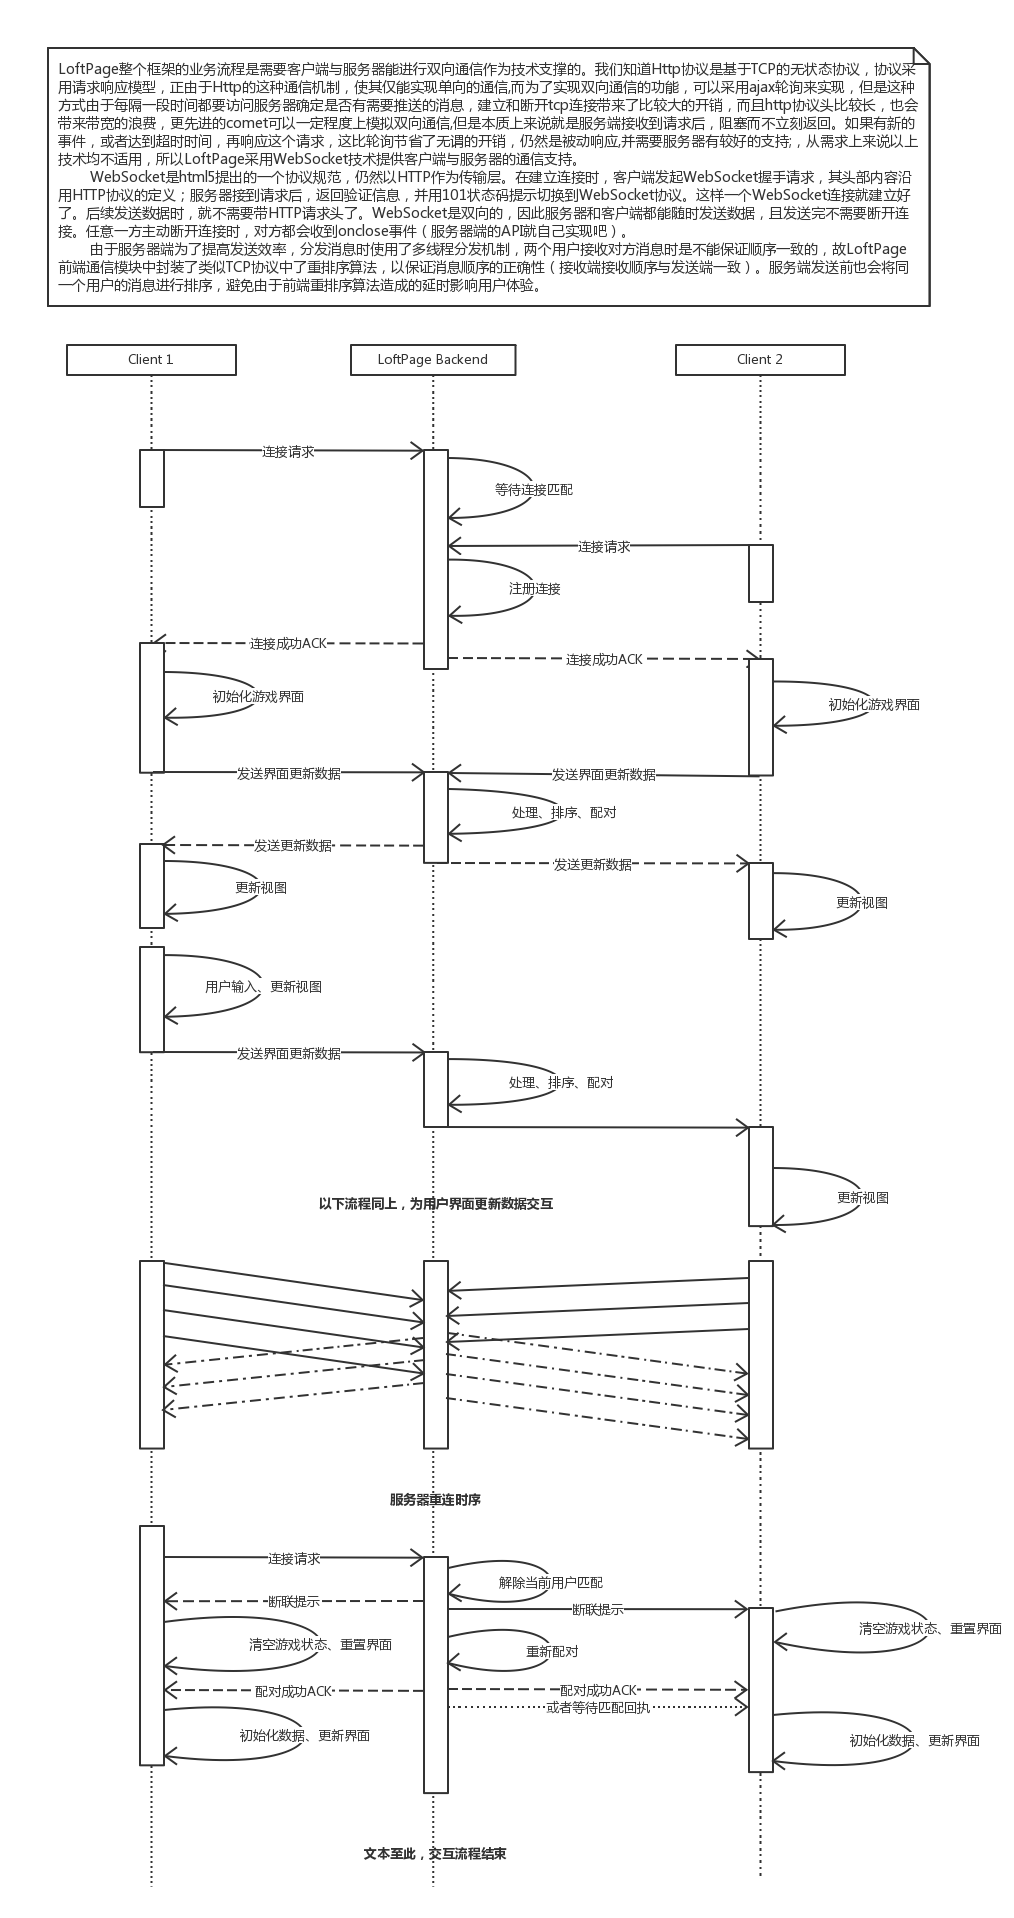 LoftPage整个框架的业务流程是需要客户端与服务器能进行双向通信作为技术支撑的。我们知道Http协议是基于TCP的无状态协议，协议采
用请求响应模型，正由于Http的这种通信机制，使其仅能实现单向的通信,而为了实现双向通信的功能，可以采用ajax轮询来实现，但是这种
方式由于每隔一段时间都要访问服务器确定是否有需要推送的消息，建立和断开tcp连接带来了比较大的开销，而且http协议头比较长，也会
带来带宽的浪费，更先进的comet可以一定程度上模拟双向通信,但是本质上来说就是服务端接收到请求后，阻塞而不立刻返回。如果有新的
事件，或者达到超时时间，再响应这个请求，这比轮询节省了无谓的开销，仍然是被动响应,并需要服务器有较好的支持;，从需求上来说以上
技术均不适用，所以LoftPage采用WebSocket技术提供客户端与服务器的通信支持。
WebSocket是html5提出的一个协议规范，仍然以HTTP作为传输层。在建立连接时，客户端发起WebSocket握手请求，其头部内容沿
用HTTP协议的定义；服务器接到请求后，返回验证信息，并用101状态码提示切换到WebSocket协议。这样一个WebSocket连接就建立好
了。后续发送数据时，就不需要带HTTP请求头了。WebSocket是双向的，因此服务器和客户端都能随时发送数据，且发送完不需要断开连
接。任意一方主动断开连接时，对方都会收到onclose事件（服务器端的API就自己实现吧）。
由于服务器端为了提高发送效率，分发消息时使用了多线程分发机制，两个用户接收对方消息时是不能保证顺序一致的，故LoftPage
前端通信模块中封装了类似TCP协议中了重排序算法，以保证消息顺序的正确性（接收端接收顺序与发送端一致）。服务端发送前也会将同
一个用户的消息进行排序，避免由于前端重排序算法造成的延时影响用户体验。
Client 1
LoftPage Backend
Client 2
连接请求
等待连接匹配
连接请求
注册连接
连接成功ACK
连接成功ACK
初始化游戏界面
初始化游戏界面
发送界面更新数据
发送界面更新数据
处理、排序、配对
发送更新数据
发送更新数据
更新视图
更新视图
用户输入、更新视图
发送界面更新数据
处理、排序、配对
更新视图
以下流程同上，为用户界面更新数据交互
服务器重连时序
连接请求
解除当前用户匹配
断联提示
断联提示
清空游戏状态、重置界面
清空游戏状态、重置界面
重新配对
配对成功ACK
配对成功ACK
或者等待匹配回执
初始化数据、更新界面
初始化数据、更新界面
文本至此，交互流程结束